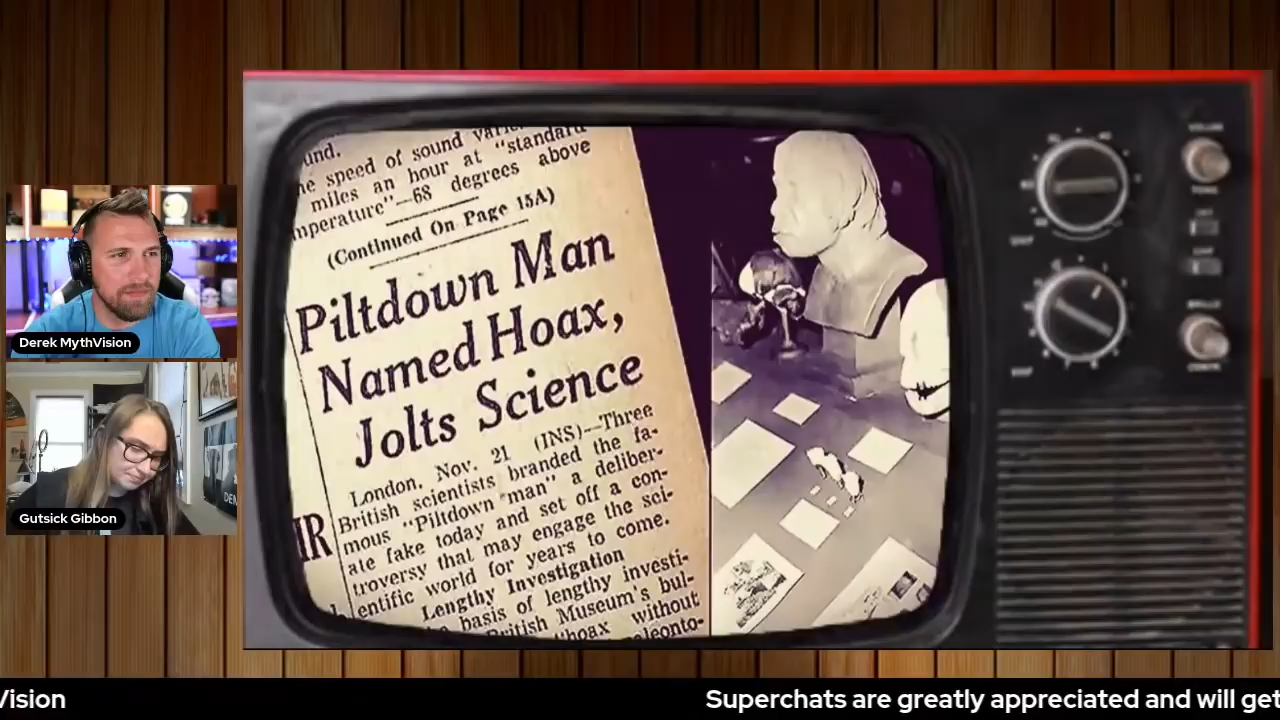 und.
he speed of sound
miles an hour at "standard
mperature"—68 degrees above
(Continued On Page 15A)
Piltdown Man
Named Hoax,
Jolts Science
London, Nov. 21 (INS)—Three
British scientists branded the fa-
mous "Piltdown man" a deliber-
ate fake today and set off a con-
troversy that may engage the sci-
entific world for years to come.
Lengthy Investigation
basis of lengthy investi-
British Museum's bul-
"hoax without
paleonto-
IR
Derek MythVision
Gutsick Gibbon
Vision
Superchats are greatly appreciated and will get